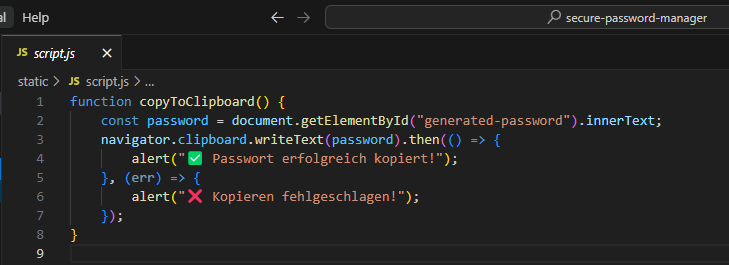 al Help secure-password-manager
JS script.js
static > JS script.js > ...
1 function copyToClipboard() {
2     const password = document.getElementById("generated-password").innerText;
3     navigator.clipboard.writeText(password).then(() => {
4         alert("✅ Passwort erfolgreich kopiert!");
5     }, (err) => {
6         alert("❌ Kopieren fehlgeschlagen!");
7     });
8 }
9